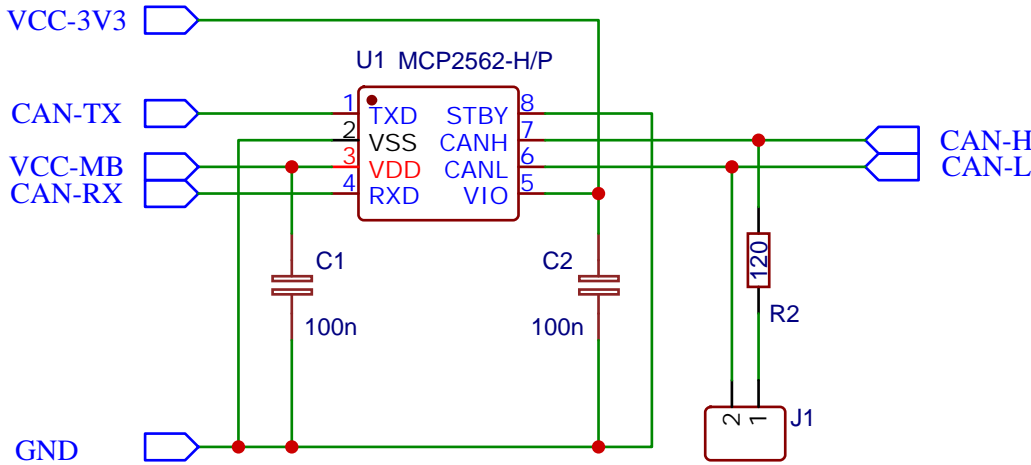 VCC-3V3
U1 MCP2562-H/P
CAN-TX 1 TXD STBY 8
2 VSS CANH 7 CAN-H
VCC-MB 3 VDD CANL 6 CAN-L
CAN-RX 4 RXD VIO 5
C1 C2 120
100n 100n R2
2 1 J1
GND